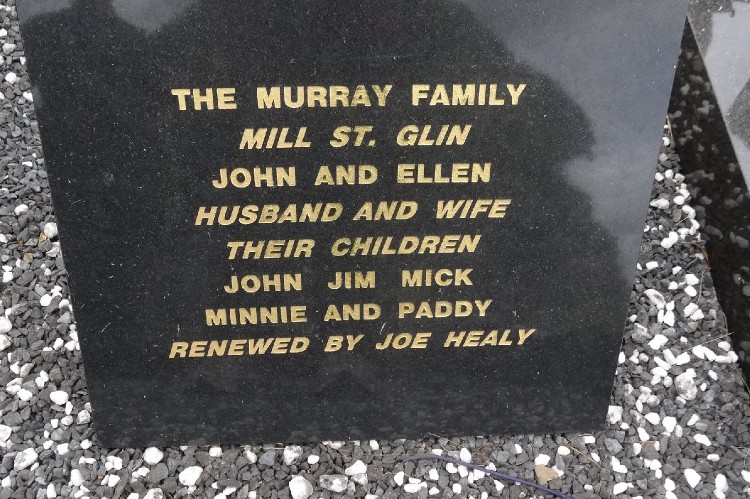 THE MURRAY FAMILY
MILL ST. GLIN
JOHN AND ELLEN
HUSBAND AND WIFE
THEIR CHILDREN
JOHN JIM MICK
MINNIE AND PADDY
RENEWED BY JOE HEALY